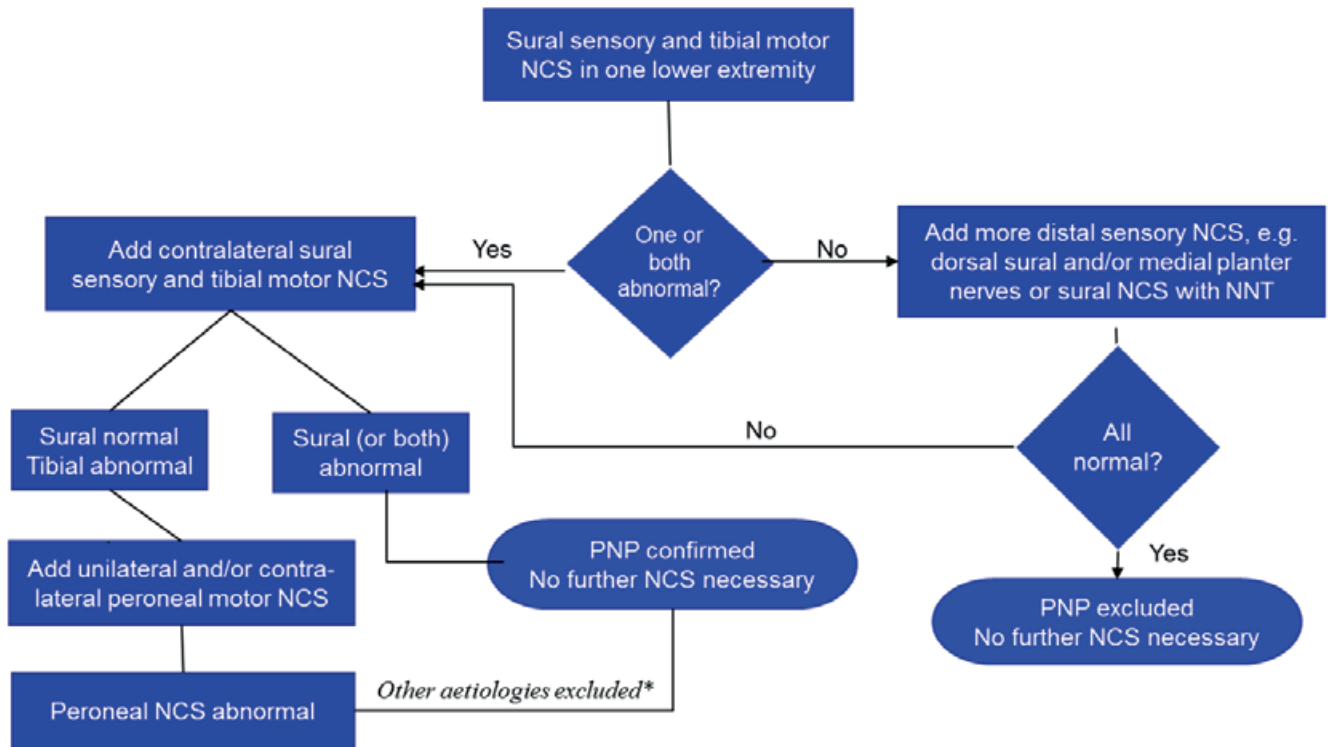 Sural sensory and tibial motor
NCS in one lower extremity
One or
both
abnormal?
Yes
No
Add contralateral sural
sensory and tibial motor NCS
Add more distal sensory NCS, e.g.
dorsal sural and/or medial planter
nerves or sural NCS with NNT
Sural normal
Tibial abnormal
Sural (or both)
abnormal
No
All
normal?
Add unilateral and/or contra-
lateral peroneal motor NCS
PNP confirmed
No further NCS necessary
Yes
PNP excluded
No further NCS necessary
Peroneal NCS abnormal
Other aetiologies excluded*